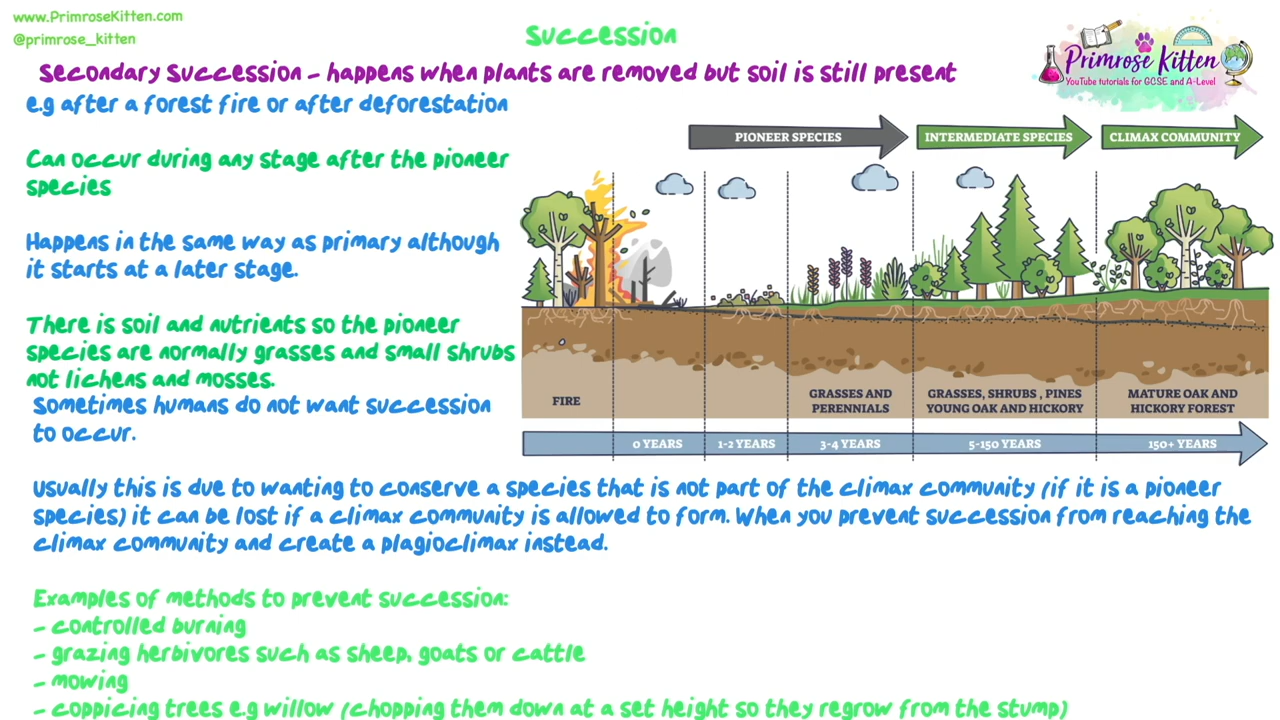 www.PrimroseKitten.com
@primrose_kitten
Succession
Primrose Kitten
YouTube tutorials for GCSE and A-Level
Secondary Succession - happens when plants are removed but soil is still present
e.g after a forest fire or after deforestation
Can occur during any stage after the pioneer
species
Happens in the same way as primary although
it starts at a later stage.
There is soil and nutrients so the pioneer
species are normally grasses and small shrubs
not lichens and mosses.
Sometimes humans do not want succession
to occur.
PIONEER SPECIES
INTERMEDIATE SPECIES
CLIMAX COMMUNITY
FIRE
GRASSES AND
PERENNIALS
GRASSES, SHRUBS , PINES
YOUNG OAK AND HICKORY
MATURE OAK AND
HICKORY FOREST
0 YEARS
1-2 YEARS
3-4 YEARS
5-150 YEARS
150+ YEARS
Usually this is due to wanting to conserve a species that is not part of the climax community (if it is a pioneer
species) it can be lost if a climax community is allowed to form. When you prevent succession from reaching the
climax community and create a plagioclimax instead.
Examples of methods to prevent succession:
- controlled burning
- grazing herbivores such as sheep, goats or cattle
- mowing
- coppicing trees e.g willow (chopping them down at a set height so they regrow from the stump)